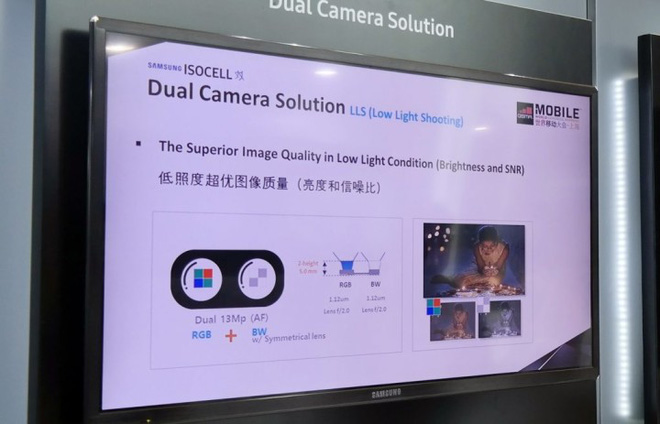 Dual Camera Solution
SAMSUNG ISOCELL
Dual Camera Solution LLS (Low Light Shooting)
MOBILE
世界移动大会·上海
The Superior Image Quality in Low Light Condition (Brightness and SNR)
低照度超优图像质量（亮度和信噪比）
RGB BW
1.12um 1.12um
Lens f/2.0 Lens f/2.0
Dual 13Mp (AF)
RGB + BW
w/ Symmetrical lens
SAMSUNG